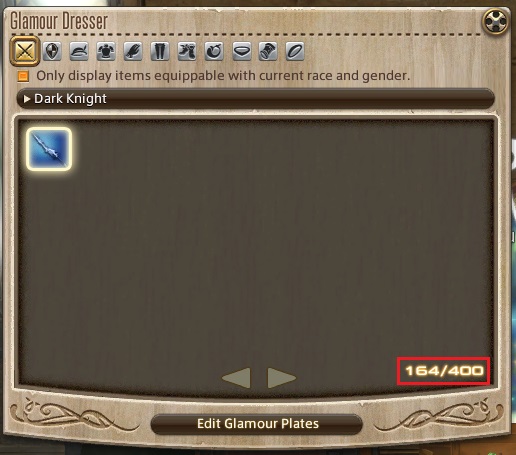 Glamour Dresser
Only display items equippable with current race and gender.
Dark Knight
164/400
Edit Glamour Plates